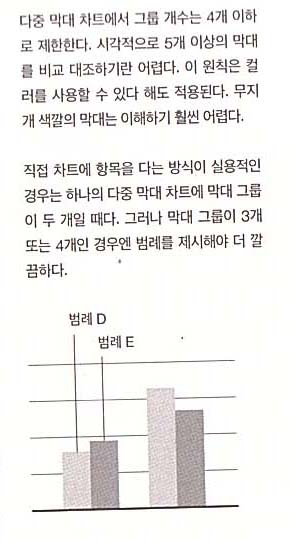 다중 막대 차트에서 그룹 개수는 4개 이하
로 제한한다. 시각적으로 5개 이상의 막대
를 비교 대조하기란 어렵다. 이 원칙은 컬
러를 사용할 수 있다 해도 적용된다. 무지
개 색깔의 막대는 이해하기 훨씬 어렵다.
직접 차트에 항목을 다는 방식이 실용적인
경우는 하나의 다중 막대 차트에 막대 그룹
이 두 개일 때다. 그러나 막대 그룹이 3개
또는 4개인 경우엔 범례를 제시해야 더 깔
끔하다.
범례 D
범례 E